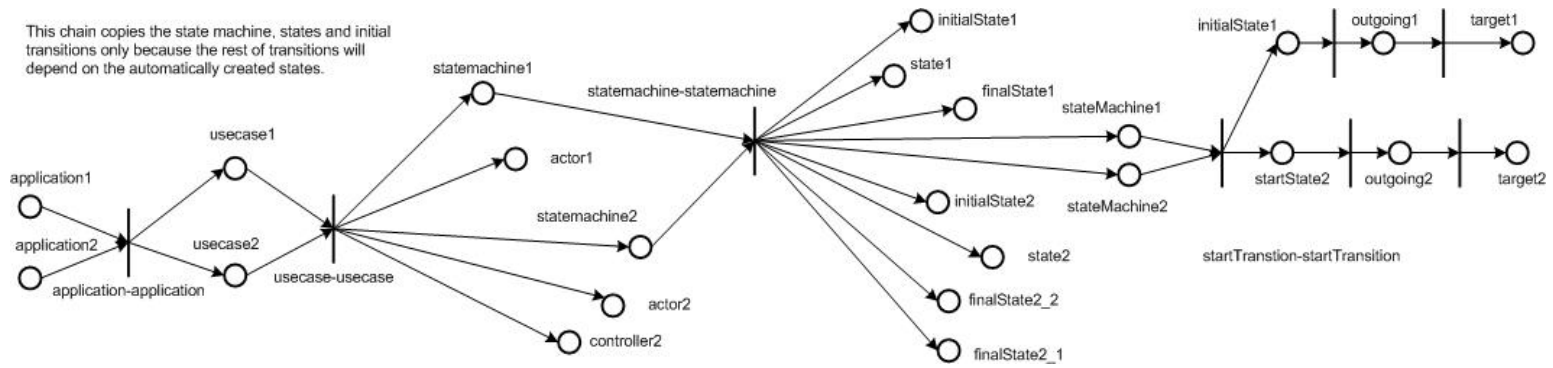 This chain copies the state machine, states and initial
transitions only because the rest of transitions will
depend on the automatically created states.
application1
application2
application-application
usecase1
usecase2
usecase-usecase
statemachine1
actor1
statemachine2
actor2
controller2
statemachine-statemachine
initialState1
state1
finalState1
stateMachine1
stateMachine2
initialState2
state2
finalState2_2
finalState2_1
initialState1
outgoing1
target1
startState2
outgoing2
target2
startTranstion-startTransition